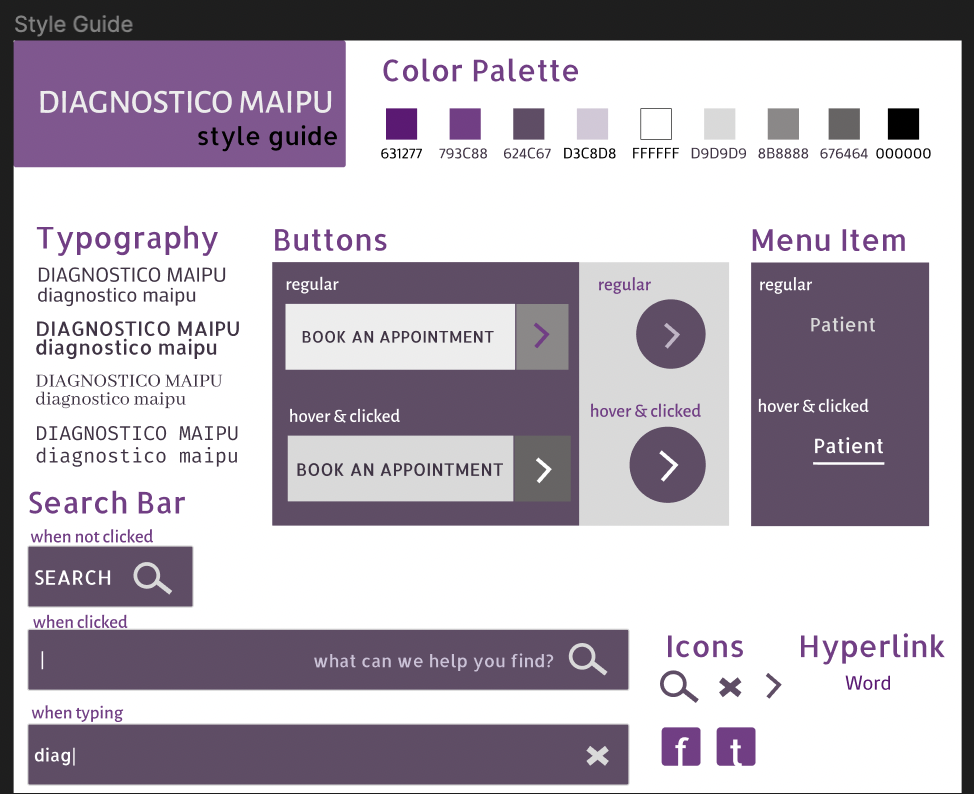 Style Guide
DIAGNOSTICO MAIPU
style guide
Color Palette
631277 793C88 624C67 D3C8D8 FFFFFF D9D9D9 8B8888 676464 000000
Typography
DIAGNOSTICO MAIPU
diagnostico maipu
DIAGNOSTICO MAIPU
diagnostico maipu
DIAGNOSTICO MAIPU
diagnostico maipu
DIAGNOSTICO MAIPU
diagnostico maipu
Buttons
regular
BOOK AN APPOINTMENT
hover & clicked
BOOK AN APPOINTMENT
regular
hover & clicked
Menu Item
regular
Patient
hover & clicked
Patient
Search Bar
when not clicked
SEARCH
when clicked
what can we help you find?
when typing
diag
Icons
f t
Hyperlink
Word